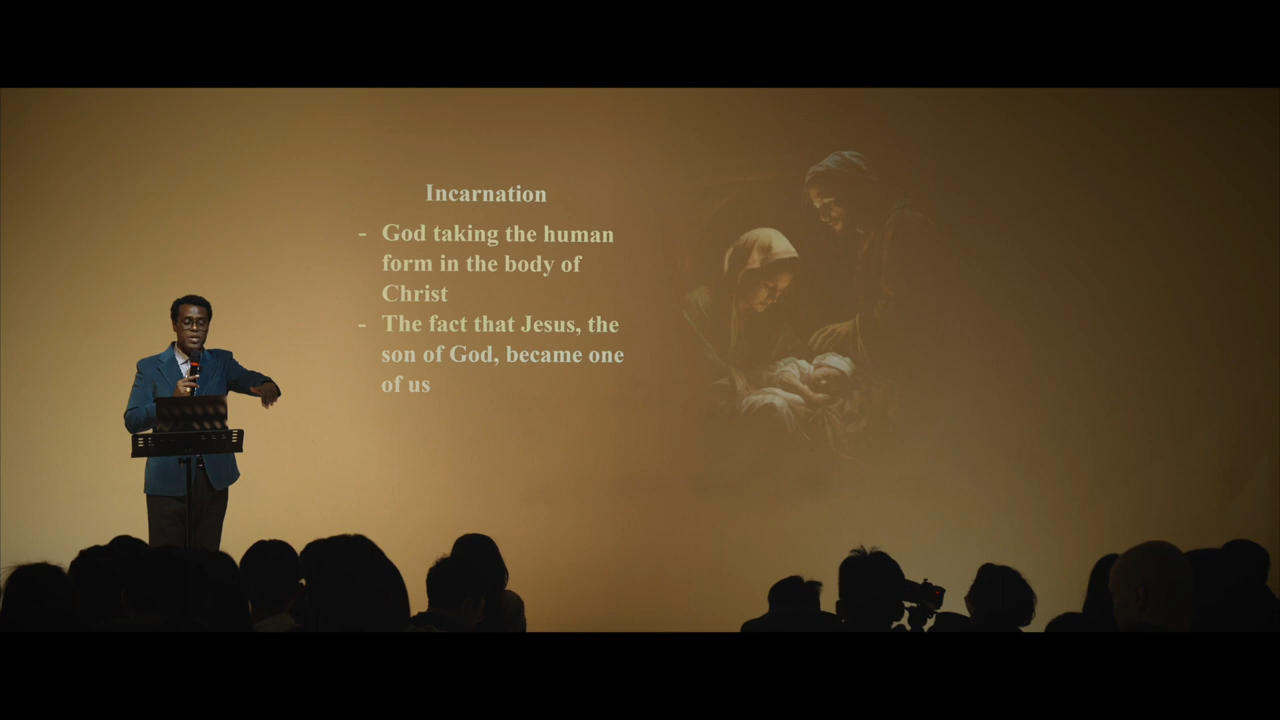 Incarnation
- God taking the human
form in the body of
Christ
- The fact that Jesus, the
son of God, became one
of us